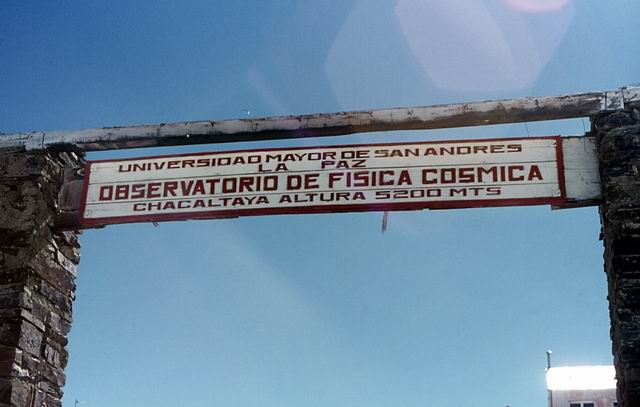 UNIVERSIDAD MAYOR DE SAN ANDRES
LA PAZ
OBSERVATORIO DE FISICA COSMICA
CHACALTAYA ALTURA 5200 MTS